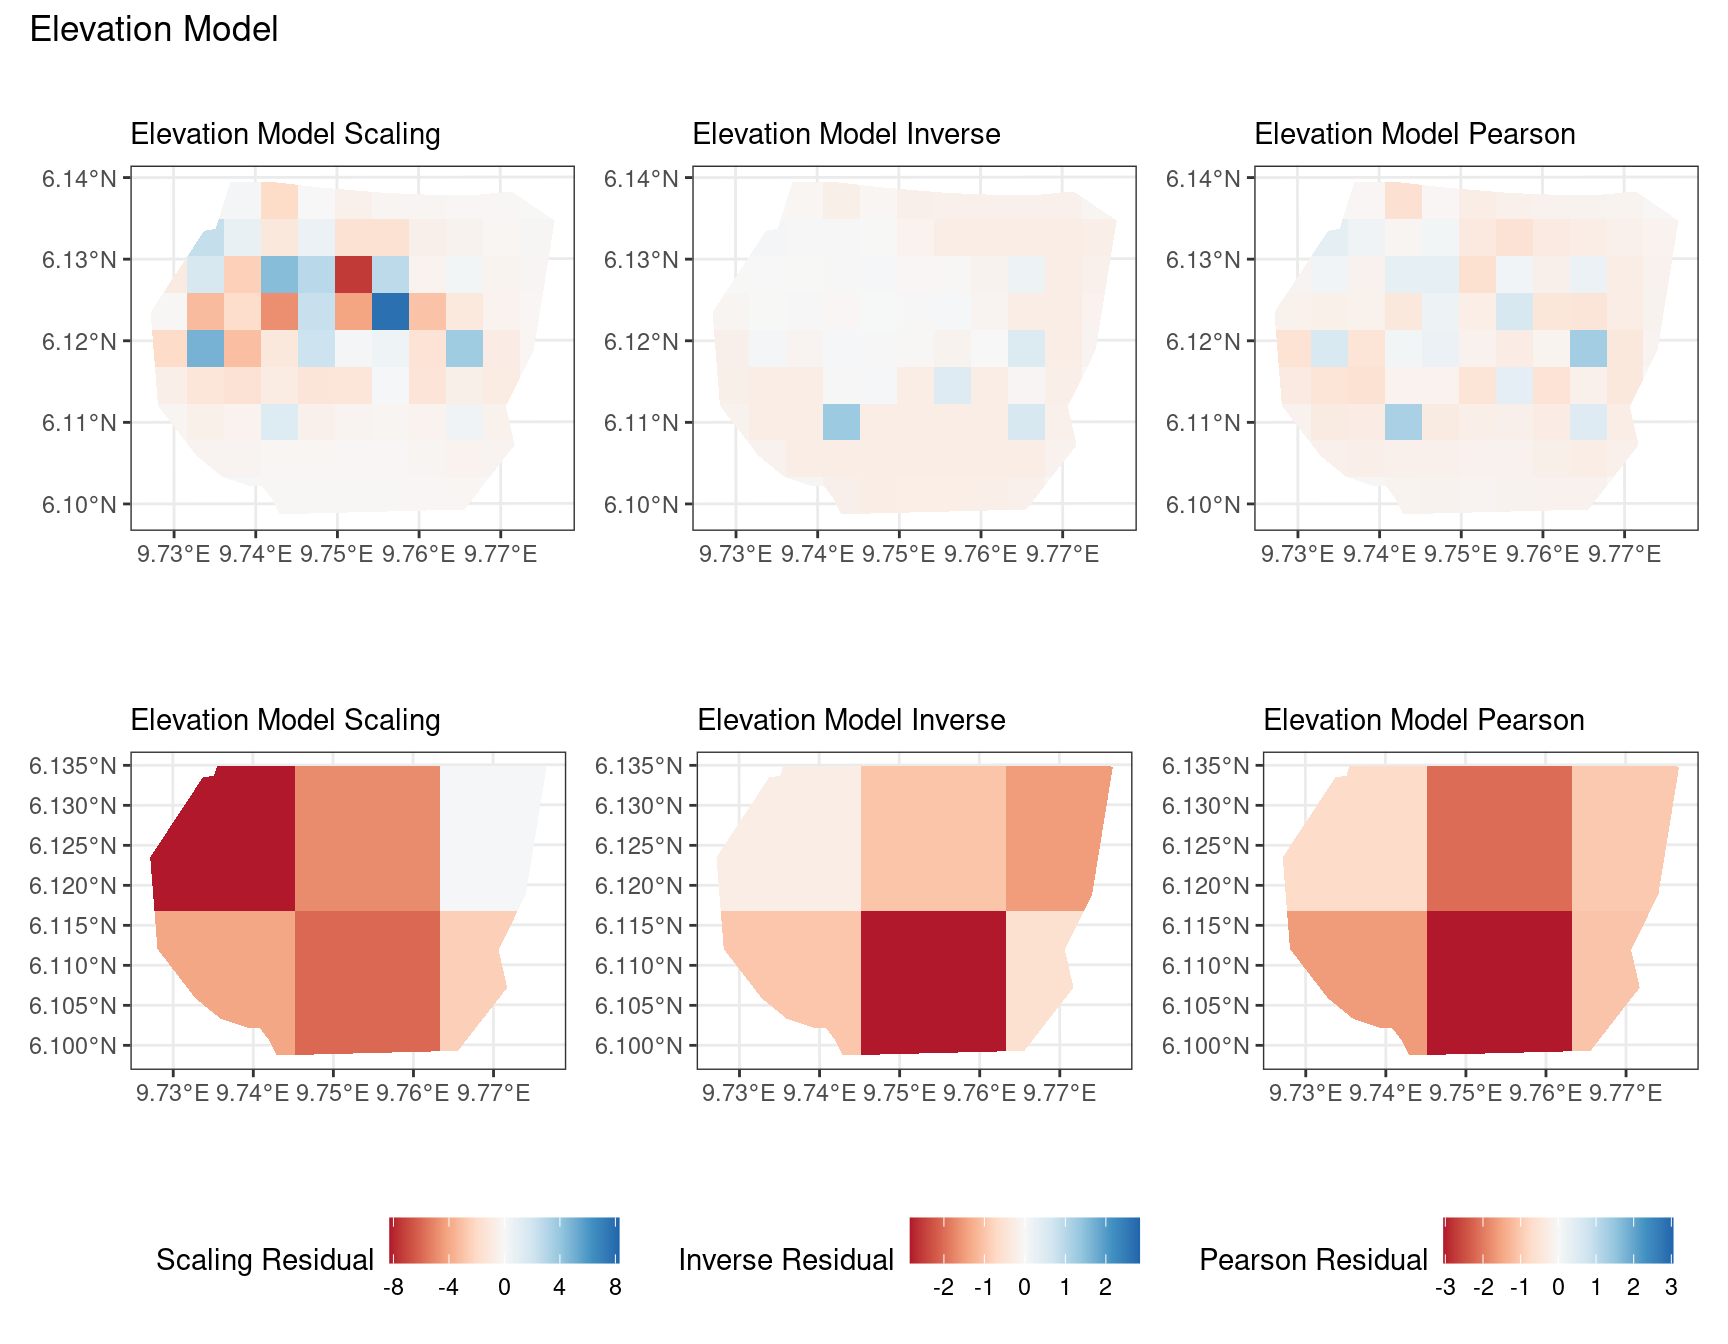 Elevation Model
Elevation Model Scaling
6.14°N
6.13°N
6.12°N
6.11°N
6.10°N
9.73°E 9.74°E 9.75°E 9.76°E 9.77°E
Elevation Model Inverse
6.14°N
6.13°N
6.12°N
6.11°N
6.10°N
9.73°E 9.74°E 9.75°E 9.76°E 9.77°E
Elevation Model Pearson
6.14°N
6.13°N
6.12°N
6.11°N
6.10°N
9.73°E 9.74°E 9.75°E 9.76°E 9.77°E
Elevation Model Scaling
6.135°N
6.130°N
6.125°N
6.120°N
6.115°N
6.110°N
6.105°N
6.100°N
9.73°E 9.74°E 9.75°E 9.76°E 9.77°E
Elevation Model Inverse
6.135°N
6.130°N
6.125°N
6.120°N
6.115°N
6.110°N
6.105°N
6.100°N
9.73°E 9.74°E 9.75°E 9.76°E 9.77°E
Elevation Model Pearson
6.135°N
6.130°N
6.125°N
6.120°N
6.115°N
6.110°N
6.105°N
6.100°N
9.73°E 9.74°E 9.75°E 9.76°E 9.77°E
Scaling Residual
-8 -4 0 4 8
Inverse Residual
-2 -1 0 1 2
Pearson Residual
-3 -2 -1 0 1 2 3